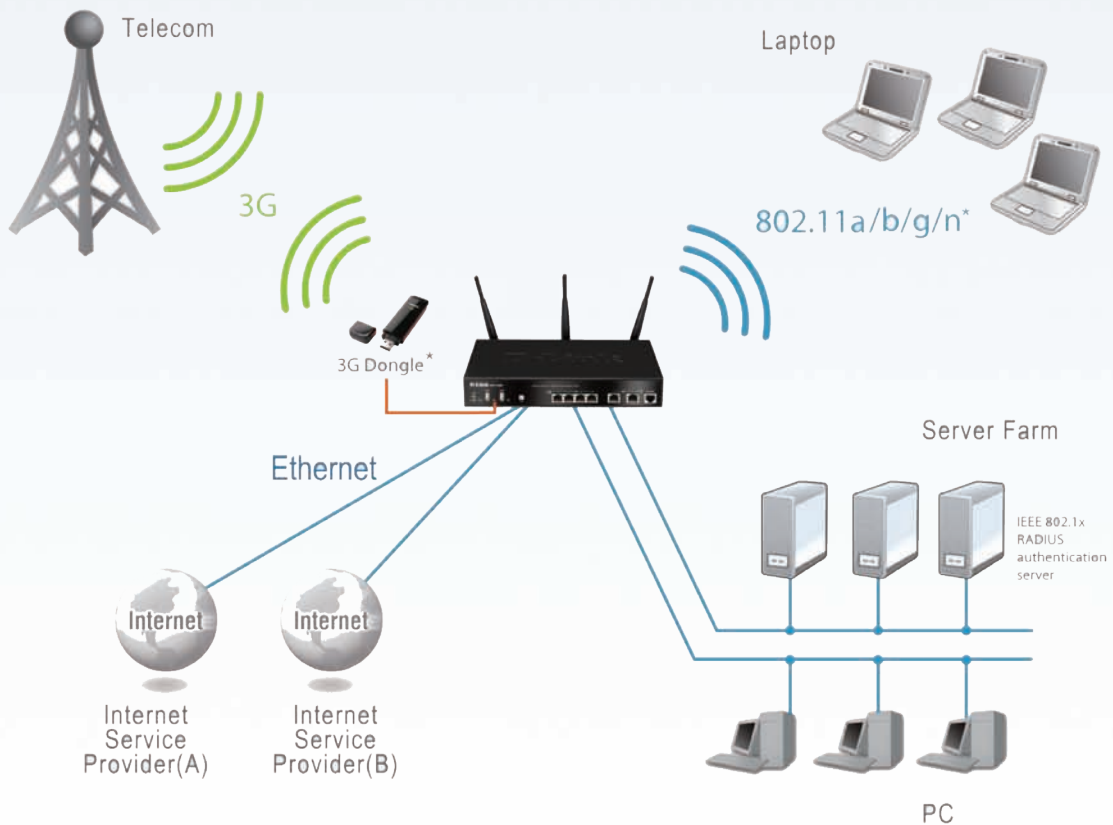 Telecom
Laptop
3G
802.11a/b/g/n*
3G Dongle*
D-Link
Ethernet
Server Farm
IEEE 802.1x
RADIUS
authentication
server
Internet
Internet
Internet
Service
Provider(A)
Internet
Service
Provider(B)
PC